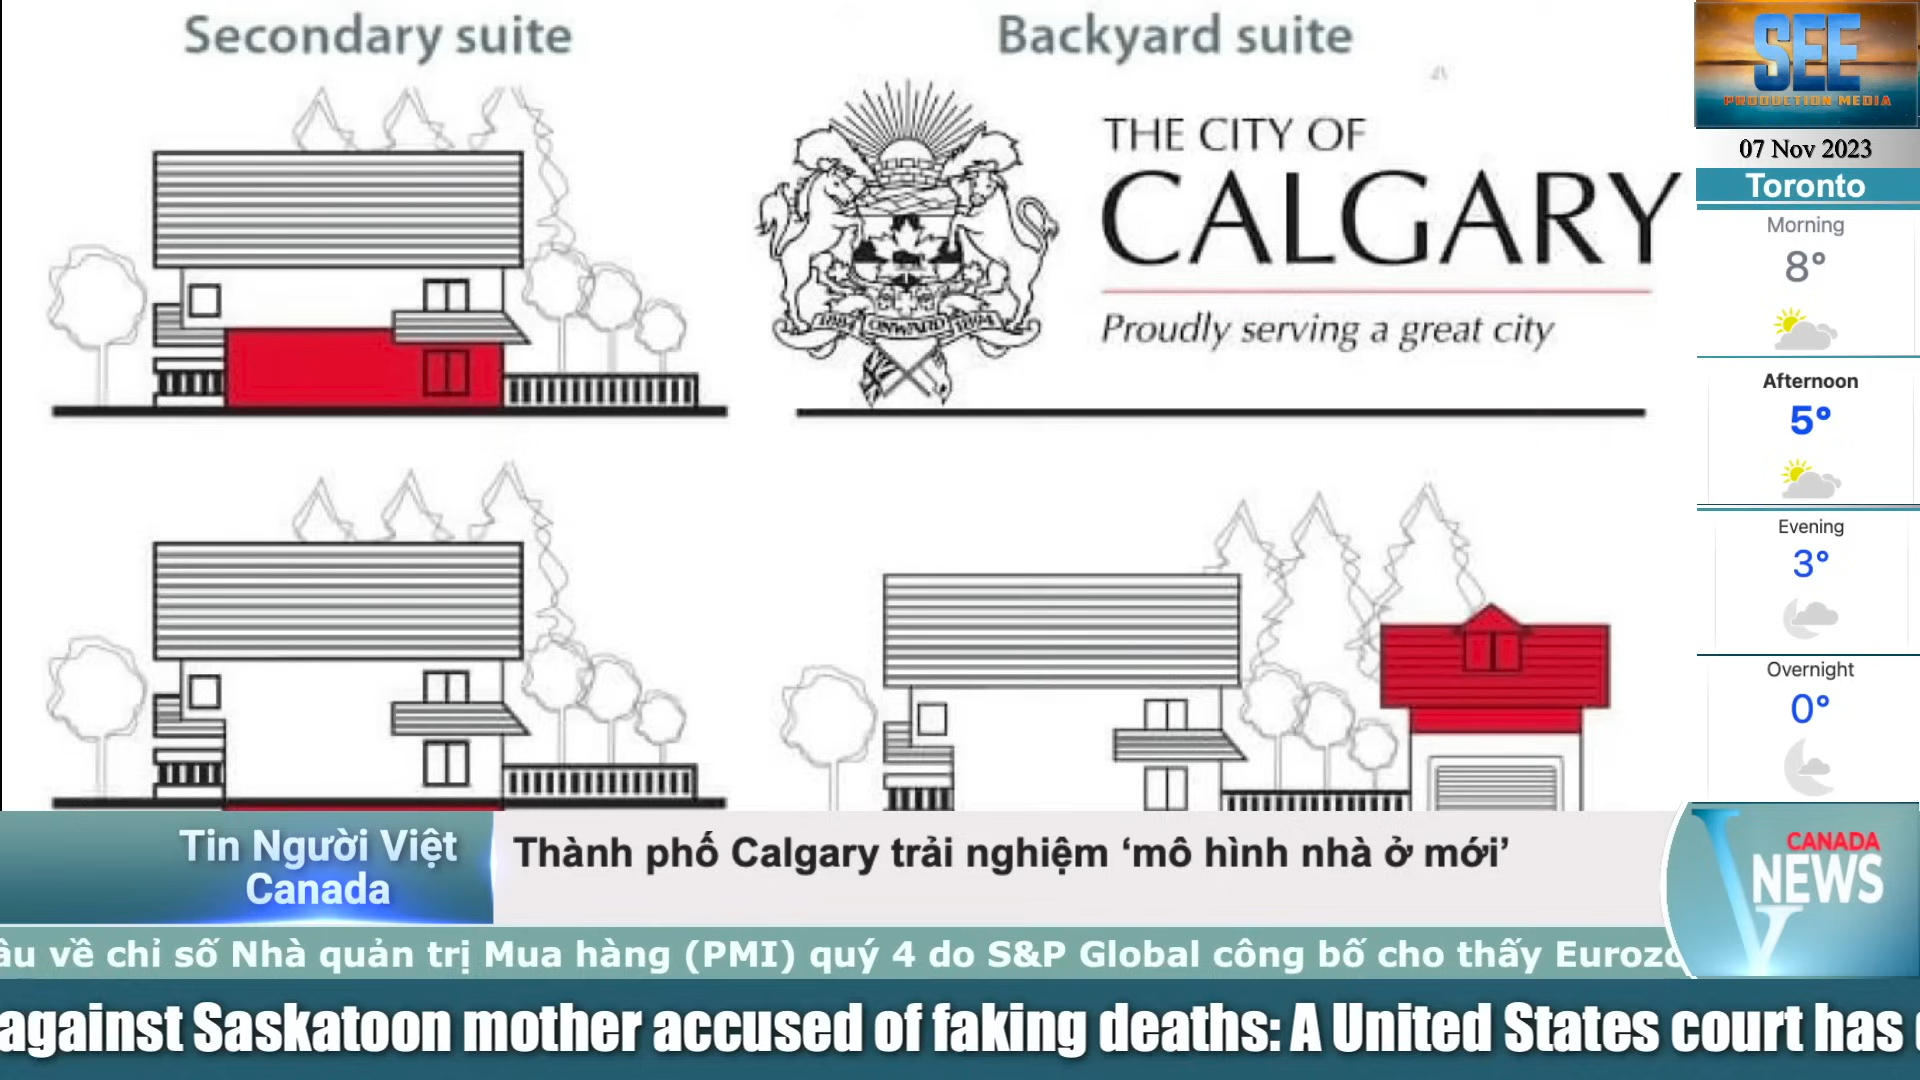 Secondary suite
Backyard suite
THE CITY OF
CALGARY
Proudly serving a great city
1884 ONWARD 1894
SEE
PRODUCTION MEDIA
07 Nov 2023
Toronto
Morning
8°
Afternoon
5°
Evening
3°
Overnight
0°
Tin Người Việt
Canada
Thành phố Calgary trải nghiệm ‘mô hình nhà ở mới’
CANADA
V NEWS
về chỉ số Nhà quản trị Mua hàng (PMI) quý 4 do S&P Global công bố cho thấy
against Saskatoon mother accused of faking deaths: A United States court has